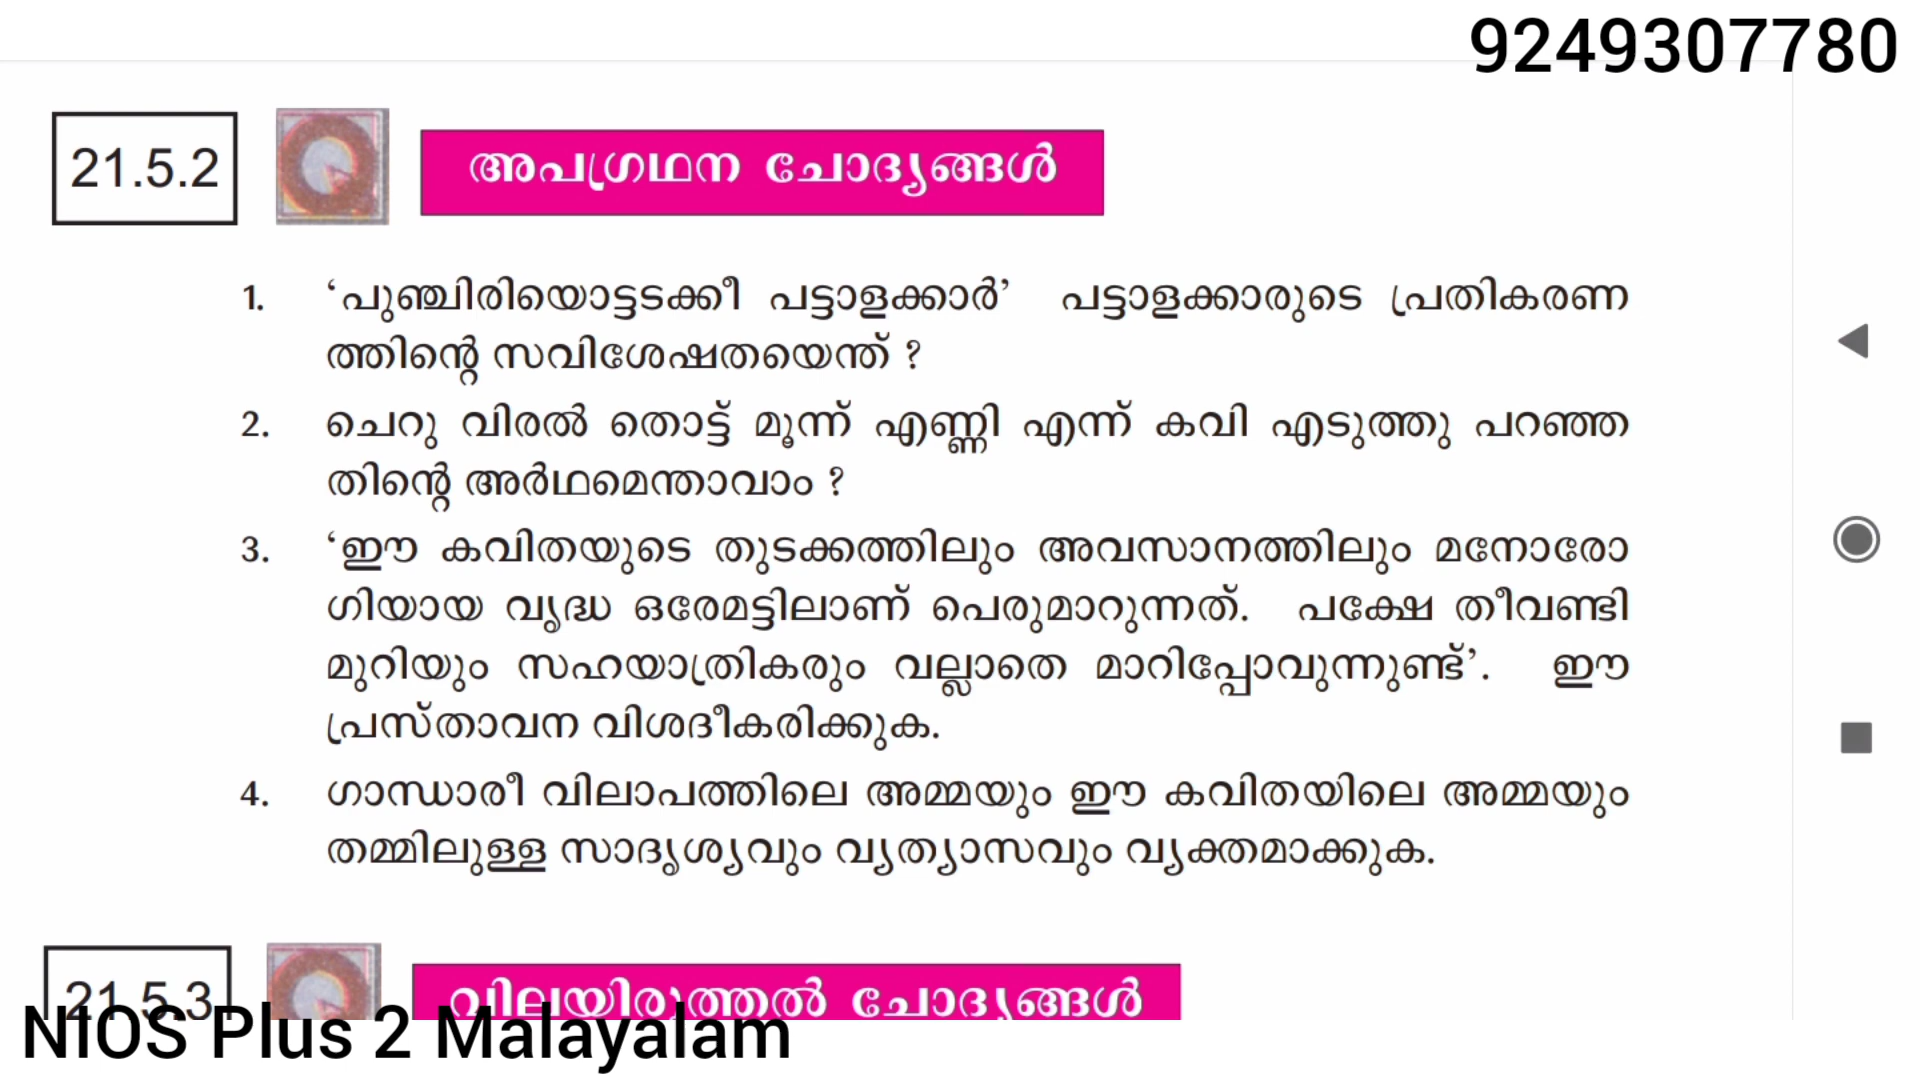 9249307780
21.5.2
അപഗ്രഥന ചോദ്യങ്ങൾ
1. ‘പുഞ്ചിരിയൊട്ടടക്കീ പട്ടാളക്കാർ’ പട്ടാളക്കാരുടെ പ്രതികരണ
ത്തിന്റെ സവിശേഷതയെന്ത് ?
2. ചെറു വിരൽ തൊട്ട് മൂന്ന് എണ്ണി എന്ന് കവി എടുത്തു പറഞ്ഞ
തിന്റെ അർഥമെന്താവാം ?
3. ‘ഈ കവിതയുടെ തുടക്കത്തിലും അവസാനത്തിലും മനോരോ
ഗിയായ വൃദ്ധ ഒരേമട്ടിലാണ് പെരുമാറുന്നത്. പക്ഷേ തീവണ്ടി
മുറിയും സഹയാത്രികരും വല്ലാതെ മാറിപ്പോവുന്നുണ്ട്’. ഈ
പ്രസ്താവന വിശദീകരിക്കുക.
4. ഗാന്ധാരീ വിലാപത്തിലെ അമ്മയും ഈ കവിതയിലെ അമ്മയും
തമ്മിലുള്ള സാദൃശ്യവും വ്യത്യാസവും വ്യക്തമാക്കുക.
21.5.3
വിലയിരുത്തൽ ചോദ്യങ്ങൾ
NIOS Plus 2 Malayalam